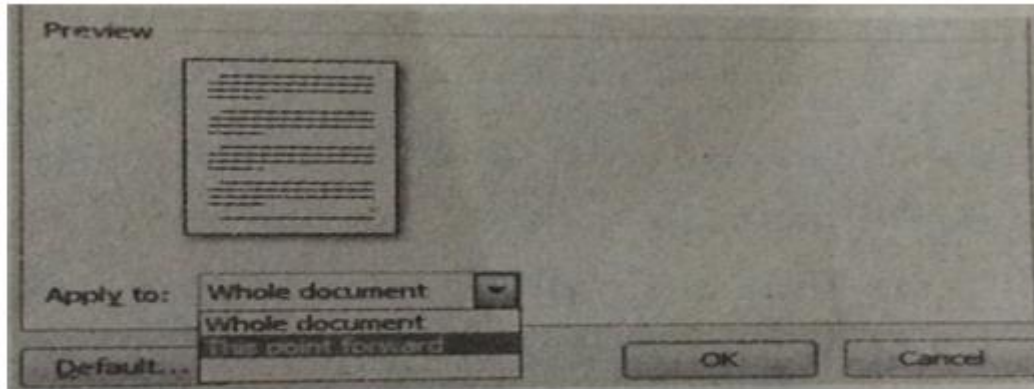 Preview
Apply to: Whole document
Whole document
This point forward
Default... OK Cancel